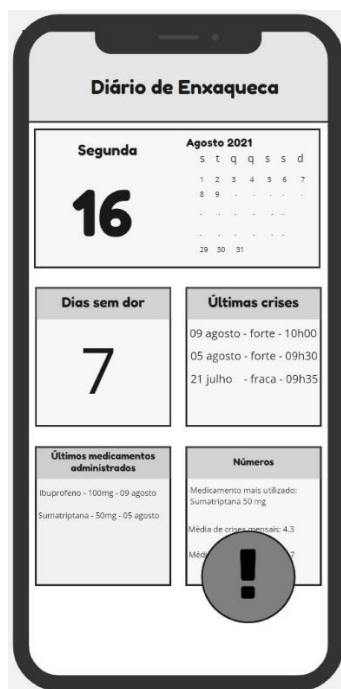 Diário de Enxaqueca
Segunda
16
Agosto 2021
s t q q s s d
1 2 3 4 5 6 7
8 9 - - - - -
- - - - - -
- - - - - -
29 30 31
Dias sem dor
7
Últimas crises
09 agosto - forte - 10h00
05 agosto - forte - 09h30
21 julho - fraca - 09h35
Últimos medicamentos
administrados
Ibuprofeno - 100mg - 09 agosto
Sumatriptana - 50mg - 05 agosto
Números
Medicamento mais utilizado:
Sumatriptana 50 mg
Média de crises mensais: 4.3
7
!